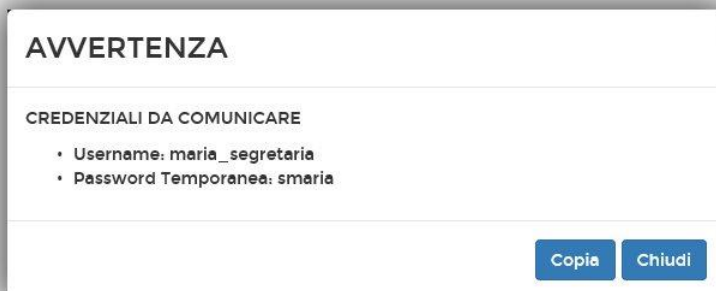 AVVERTENZA
CREDENZIALI DA COMUNICARE
• Username: maria_segretaria
• Password Temporanea: smaria
Copia Chiudi